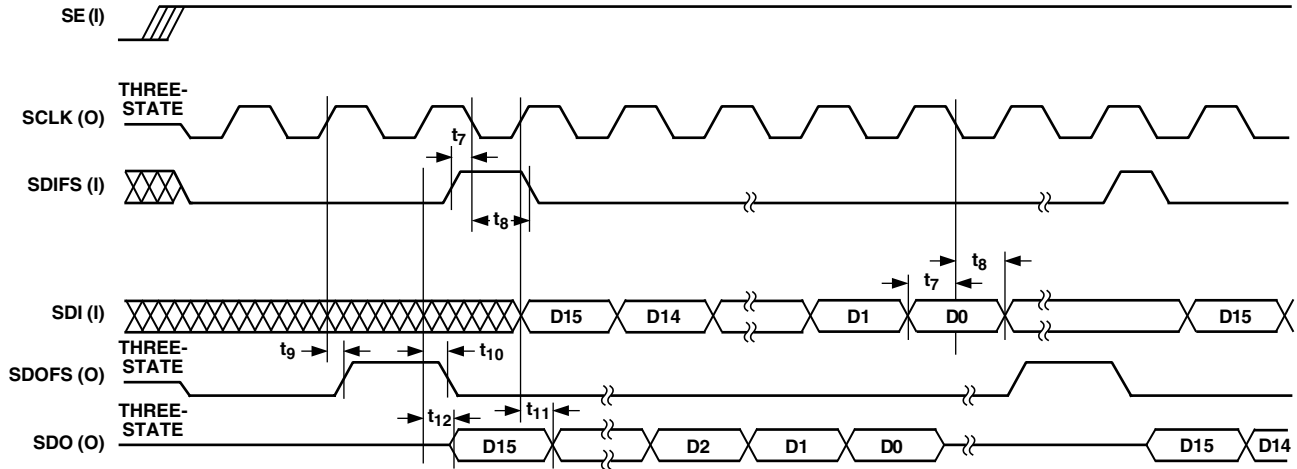 SE (I)
THREE-
STATE
SCLK (O)
t7
SDIFS (I)
t8
t8
t7
SDI (I)
D15
D14
D1
D0
D15
THREE-
STATE
t9
t10
SDOFS (O)
THREE-
STATE
t12
t11
SDO (O)
D15
D2
D1
D0
D15
D14